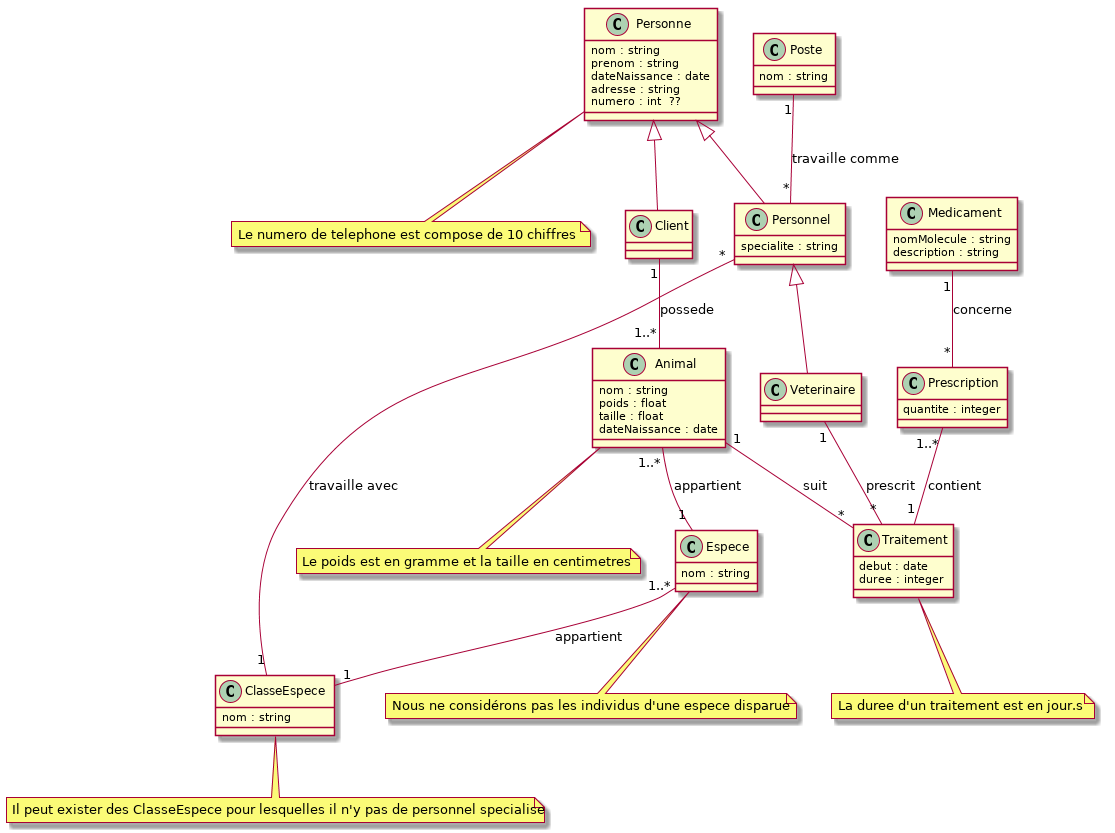 C Personne
nom : string
prenom : string
dateNaissance : date
adresse : string
numero : int ??
C Poste
nom : string
1
travaille comme
*
Le numero de telephone est compose de 10 chiffres
C Client
C Personnel
specialite : string
C Medicament
nomMolecule : string
description : string
1
possede
1..*
*
travaille avec
1
1
concerne
*
C Animal
nom : string
poids : float
taille : float
dateNaissance : date
C Veterinaire
C Prescription
quantite : integer
1..*
appartient
1
1
suit
*
1
prescrit
*
1..*
contient
1
Le poids est en gramme et la taille en centimetres
C Espece
nom : string
C Traitement
debut : date
duree : integer
1..*
appartient
1
C ClasseEspece
nom : string
Nous ne considérons pas les individus d'une espece disparue
La duree d'un traitement est en jour.s
Il peut exister des ClasseEspece pour lesquelles il n'y pas de personnel specialise